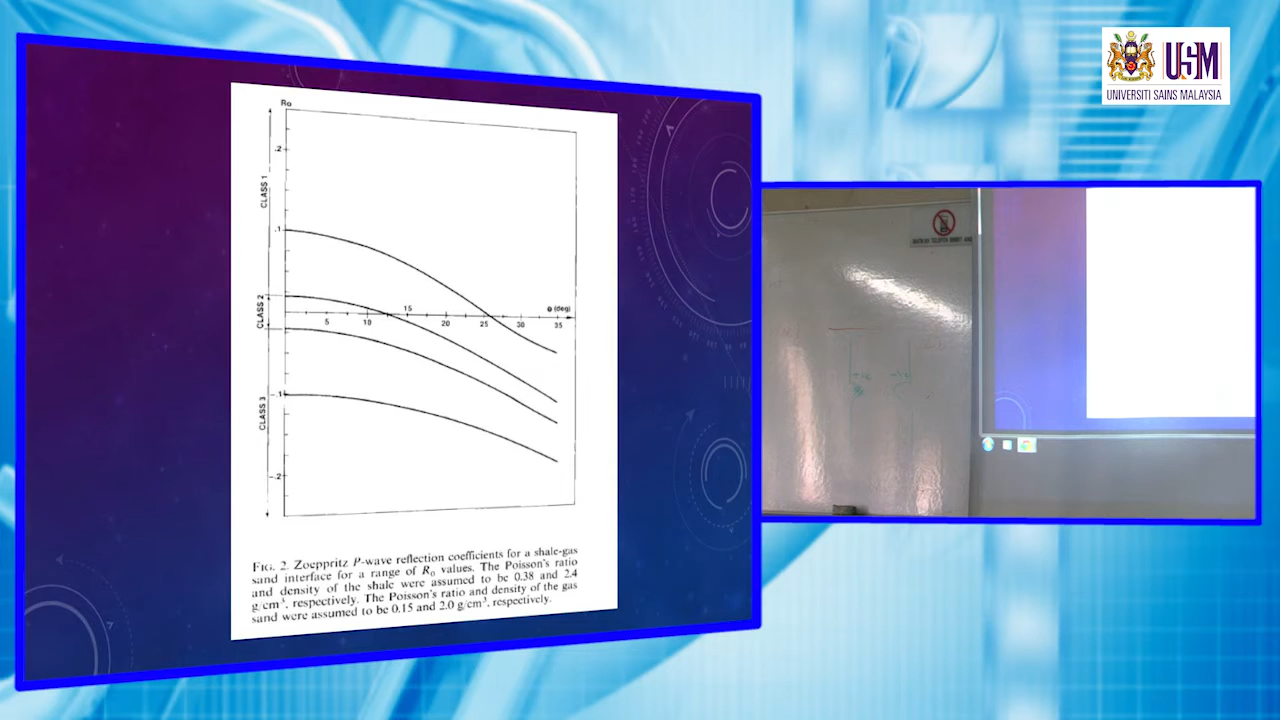 Ro
.2
CLASS 1
.1
CLASS 2
15
θ (deg)
5
10
20
25
30
35
-.1
CLASS 3
-.2
FIG. 2. Zoeppritz P-wave reflection coefficients for a shale-gas
sand interface for a range of R₀ values. The Poisson's ratio
and density of the shale were assumed to be 0.38 and 2.4
g/cm³, respectively. The Poisson's ratio and density of the gas
sand were assumed to be 0.15 and 2.0 g/cm³, respectively.
USM
UNIVERSITI SAINS MALAYSIA